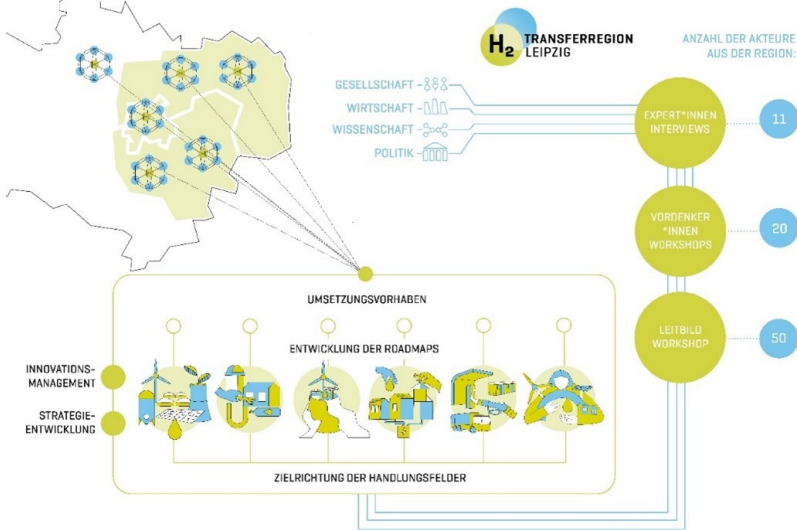 H2 TRANSFERREGION
LEIPZIG
ANZAHL DER AKTEURE
AUS DER REGION:
GESELLSCHAFT
WIRTSCHAFT
WISSENSCHAFT
POLITIK
EXPERT*INNEN
INTERVIEWS
11
VORDENKER
*INNEN
WORKSHOPS
20
LEITBILD
WORKSHOP
50
UMSETZUNGSVORHABEN
ENTWICKLUNG DER ROADMAPS
INNOVATIONS-
MANAGEMENT
STRATEGIE-
ENTWICKLUNG
ZIELRICHTUNG DER HANDLUNGSFELDER